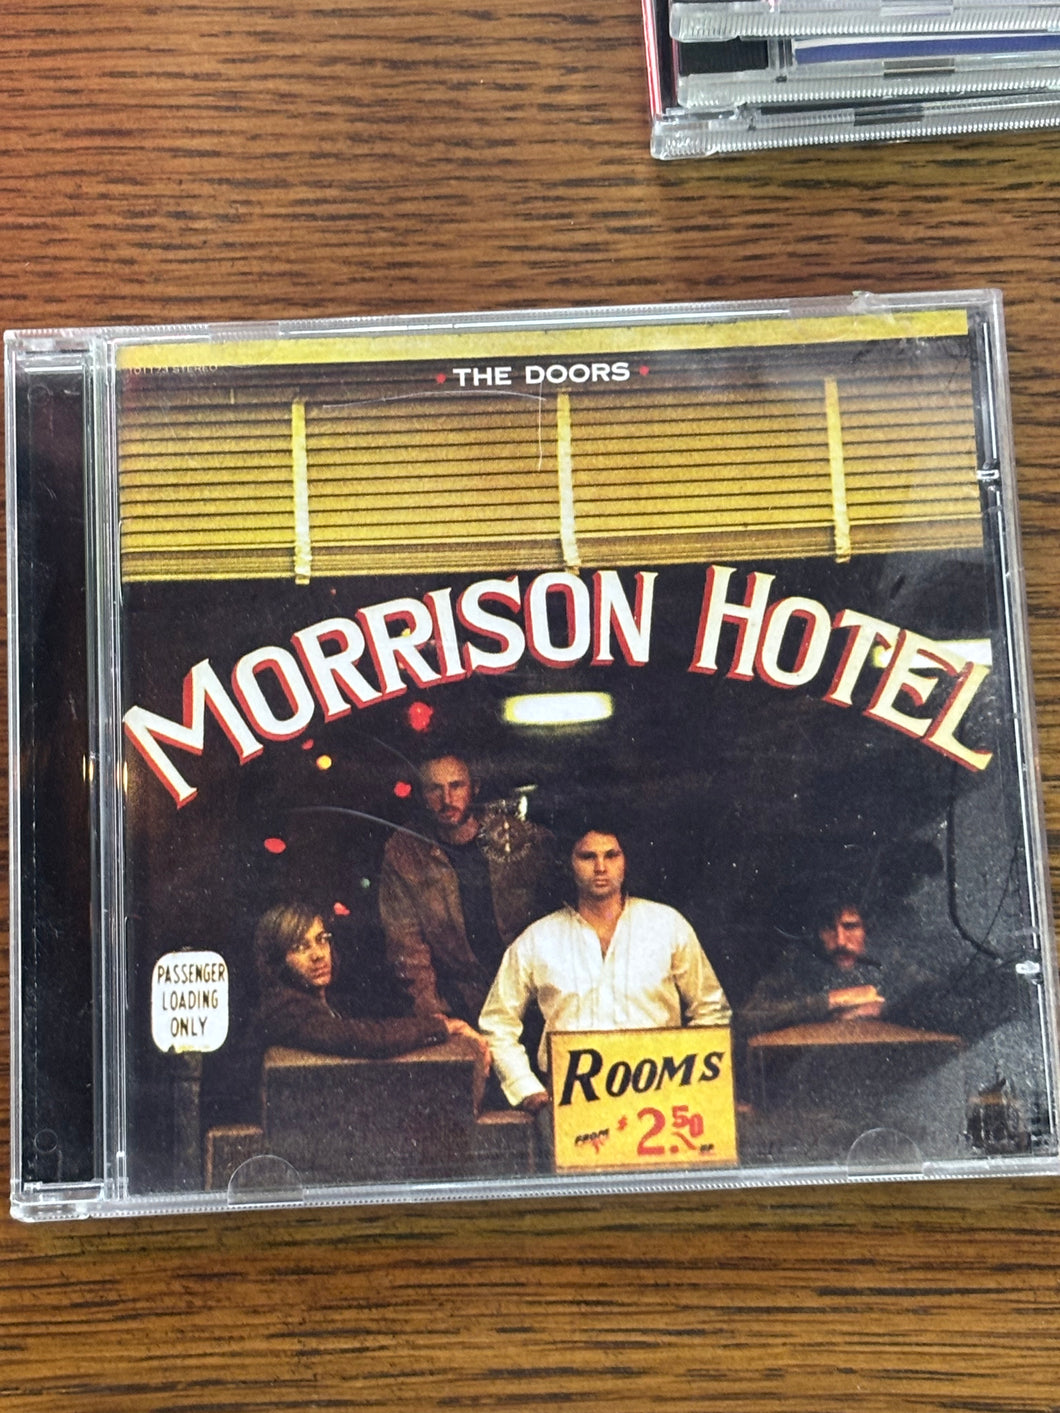 THE DOORS
MORRISON HOTEL
PASSENGER
LOADING
ONLY
ROOMS
FROM $2.50 UP